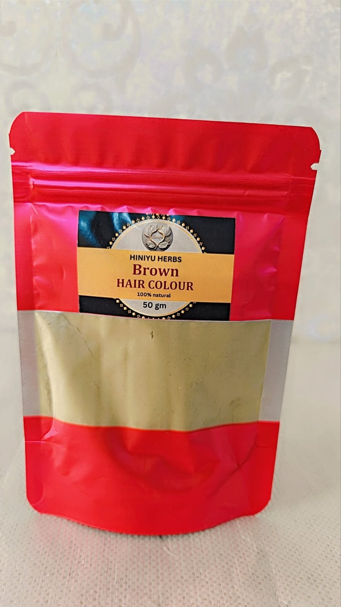 HINIYU HERBS
Brown
HAIR COLOUR
100% natural
50 gm